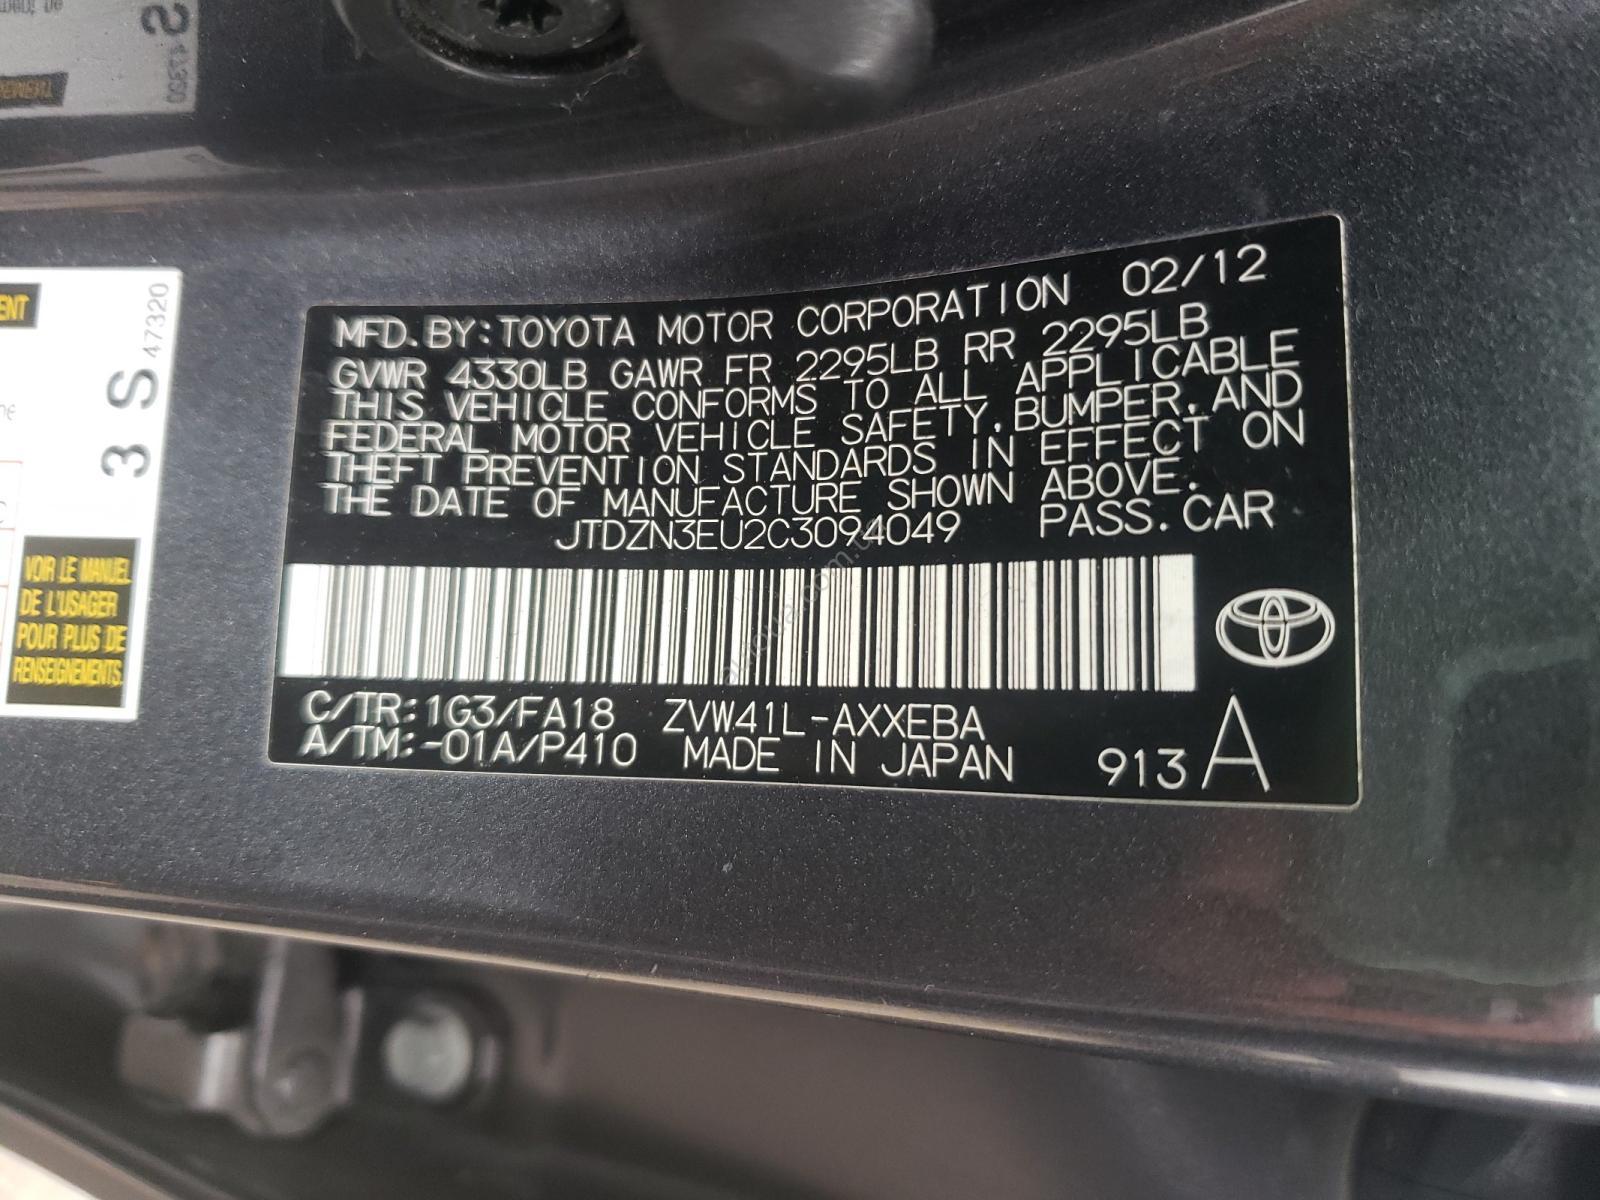 S 47360
ENT
3 S 47320
VOIR LE MANUEL
DE L'USAGER
POUR PLUS DE
RENSEIGNEMENTS.
MFD. BY: TOYOTA MOTOR CORPORATION 02/12
GVWR 4330LB GAWR FR 2295LB RR 2295LB
THIS VEHICLE CONFORMS TO ALL APPLICABLE
FEDERAL MOTOR VEHICLE SAFETY, BUMPER, AND
THEFT PREVENTION STANDARDS IN EFFECT ON
THE DATE OF MANUFACTURE SHOWN ABOVE.
JTDZN3EU2C3094049 PASS. CAR
C/TR: 1G3/FA18 ZVW41L-AXXEBA
A/TM: -01A/P410 MADE IN JAPAN 913 A